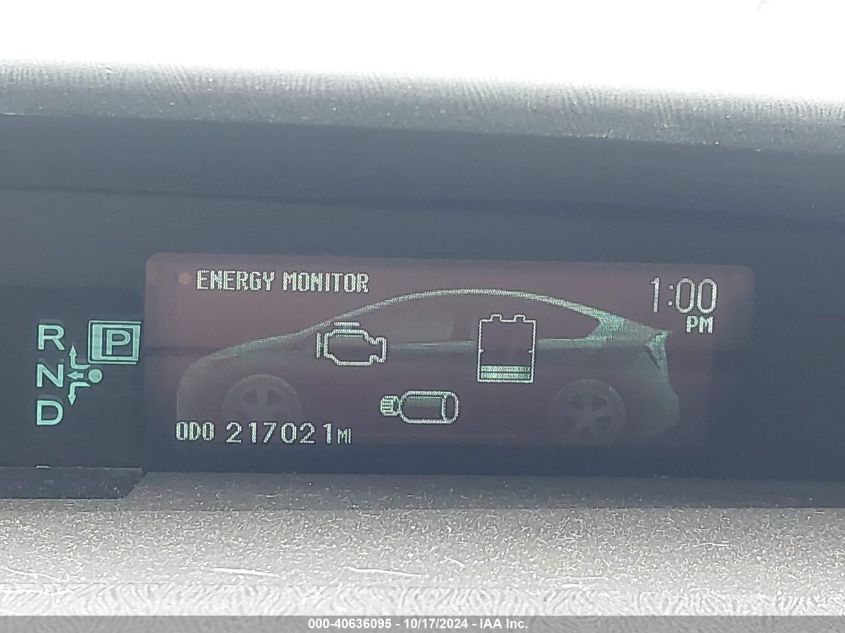 ENERGY MONITOR
1:00
PM
R
P
N
D
ODO 217021 MI
000-40636095 - 10/17/2024 - IAA Inc.